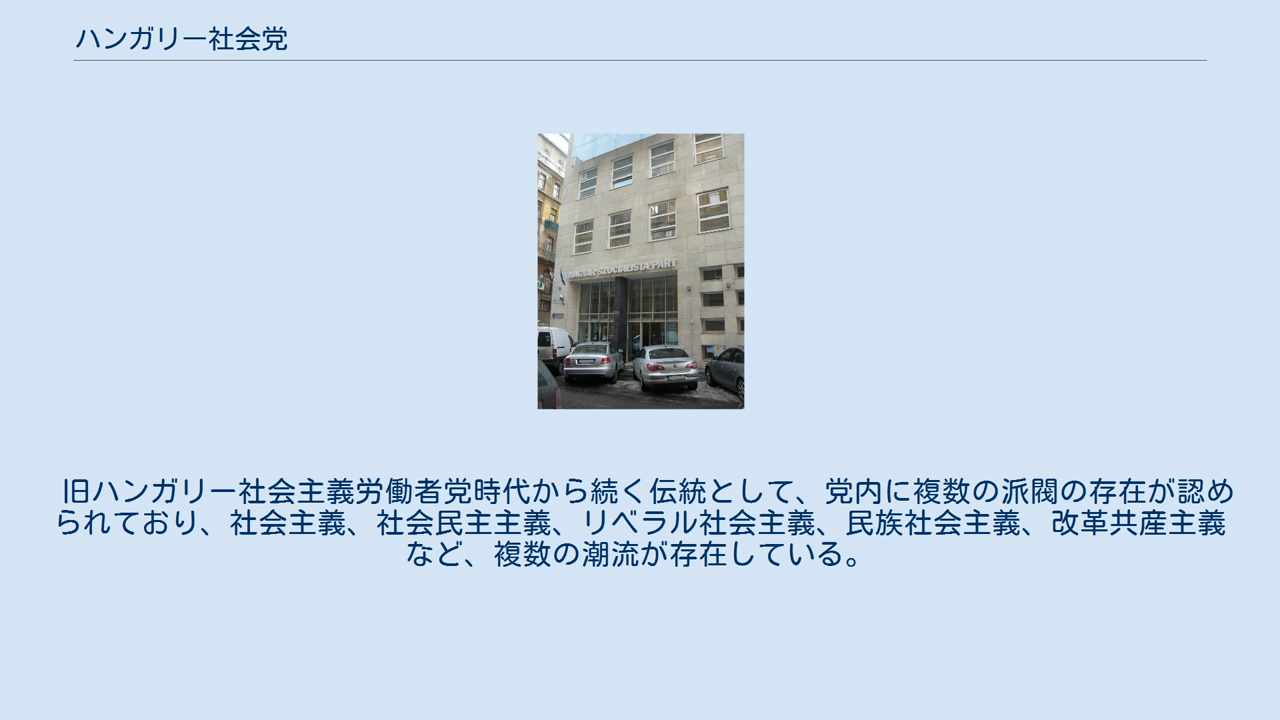 ハンガリー社会党
SZOCIALISTA PÁRT
旧ハンガリー社会主義労働者党時代から続く伝統として、党内に複数の派閥の存在が認め
られており、社会主義、社会民主主義、リベラル社会主義、民族社会主義、改革共産主義
など、複数の潮流が存在している。